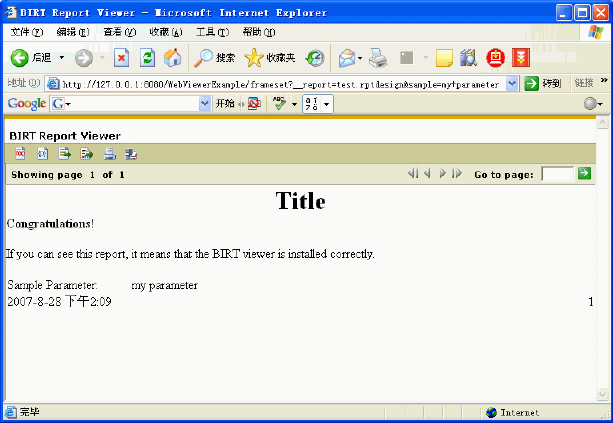 BIRT Report Viewer - Microsoft Internet Explorer
文件(F) 编辑(E) 查看(V) 收藏(A) 工具(T) 帮助(H)
后退 搜索 收藏夹
地址(D) http://127.0.0.1:8080/WebViewerExample/frameset?__report=test.rptdesign&sample=my+parameter 转到 链接 »
Google G 开始
BIRT Report Viewer
Showing page 1 of 1 Go to page:
Title
Congratulations!
If you can see this report, it means that the BIRT viewer is installed correctly.
Sample Parameter: my parameter
2007-8-28 下午2:09 1
完毕 Internet